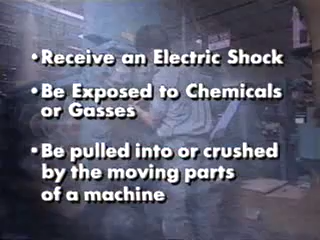 • Receive an Electric Shock
• Be Exposed to Chemicals
or Gasses
• Be pulled into or crushed
by the moving parts
of a machine